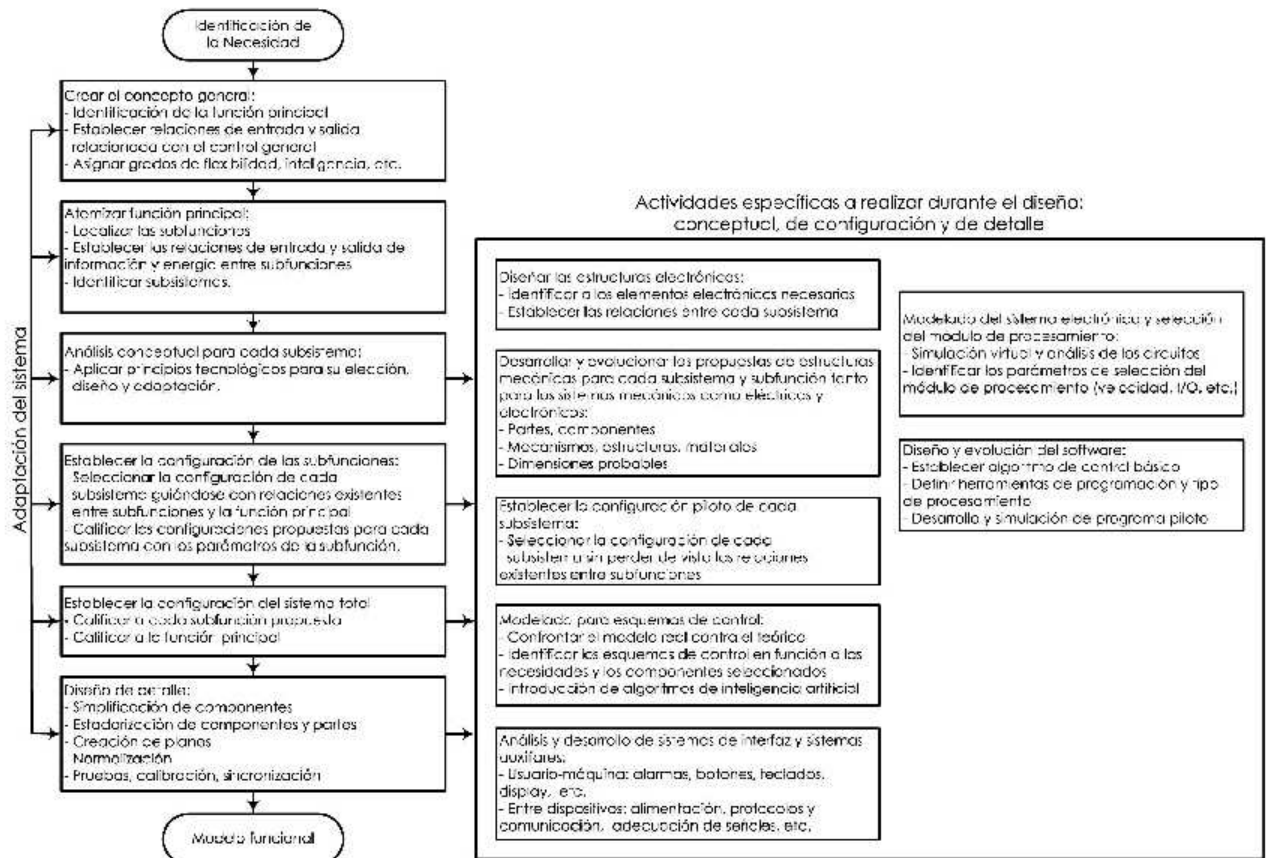 Identificación de
la Necesidad
Crear el concepto general:
- Identificación de la función principal
- Establecer relaciones de entrada y salida
relacionada con el control general
- Asignar grados de flexibilidad, inteligencia, etc.
Atomizar función principal:
- Localizar las subfunciones
- Establecer las relaciones de entrada y salida de
información y energía entre subfunciones
- Identificar subsistemas.
Análisis conceptual para cada subsistema:
- Aplicar principios tecnológicos para su elección,
diseño y adaptación.
Establecer la configuración de las subfunciones:
- Seleccionar la configuración de cada
subsistema guiándose con relaciones existentes
entre subfunciones y la función principal
- Calificar las configuraciones propuestas para cada
subsistema con los parámetros de la subfunción.
Establecer la configuración del sistema total
- Calificar a cada subfunción propuesta
- Calificar a la función principal
Diseño de detalle:
- Simplificación de componentes
- Estadarización de componentes y partes
- Creación de planos
- Normalización
- Pruebas, calibración, sincronización
Modelo funcional
Adaptación del sistema
Actividades específicas a realizar durante el diseño:
conceptual, de configuración y de detalle
Diseñar las estructuras electrónicas:
- Identificar a los elementos electrónicos necesarios
- Establecer las relaciones entre cada subsistema
Desarrollar y evolucionar las propuestas de estructuras
mecánicas para cada subsistema y subfunción tanto
para los sistemas mecánicos como eléctricos y
electrónicos:
- Partes, componentes
- Mecanismos, estructuras, materiales
- Dimensiones probables
Establecer la configuración piloto de cada
subsistema:
- Seleccionar la configuración de cada
subsistema sin perder de vista las relaciones
existentes entre subfunciones
Modelado para esquemas de control:
- Confrontar el modelo real contra el teórico
- Identificar los esquemas de control en función a las
necesidades y los componentes seleccionados
- Introducción de algoritmos de inteligencia artificial
Análisis y desarrollo de sistemas de interfaz y sistemas
auxiliares:
- Usuario-máquina: alarmas, botones, teclados,
display, etc.
- Entre dispositivos: alimentación, protocolos y
comunicación, adecuación de señales, etc.
Modelado del sistema electrónico y selección
del modulo de procesamiento:
- Simulación virtual y análisis de los circuitos
- Identificar los parámetros de selección del
módulo de procesamiento (velocidad, I/O, etc.)
Diseño y evolución del software:
- Establecer algoritmo de control básico
- Definir herramientas de programación y tipo
de procesamiento
- Desarrollo y simulación de programa piloto